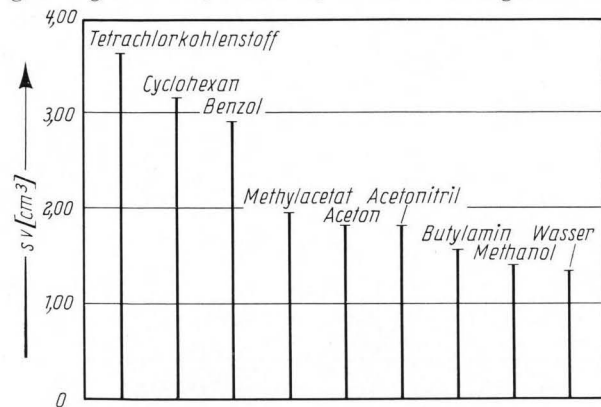 4,00
Tetrachlorkohlenstoff
Cyclohexan
Benzol
3,00
Methylacetat Acetonitril
Aceton
2,00
Butylamin Wasser
Methanol
1,00
0
s v [cm³]